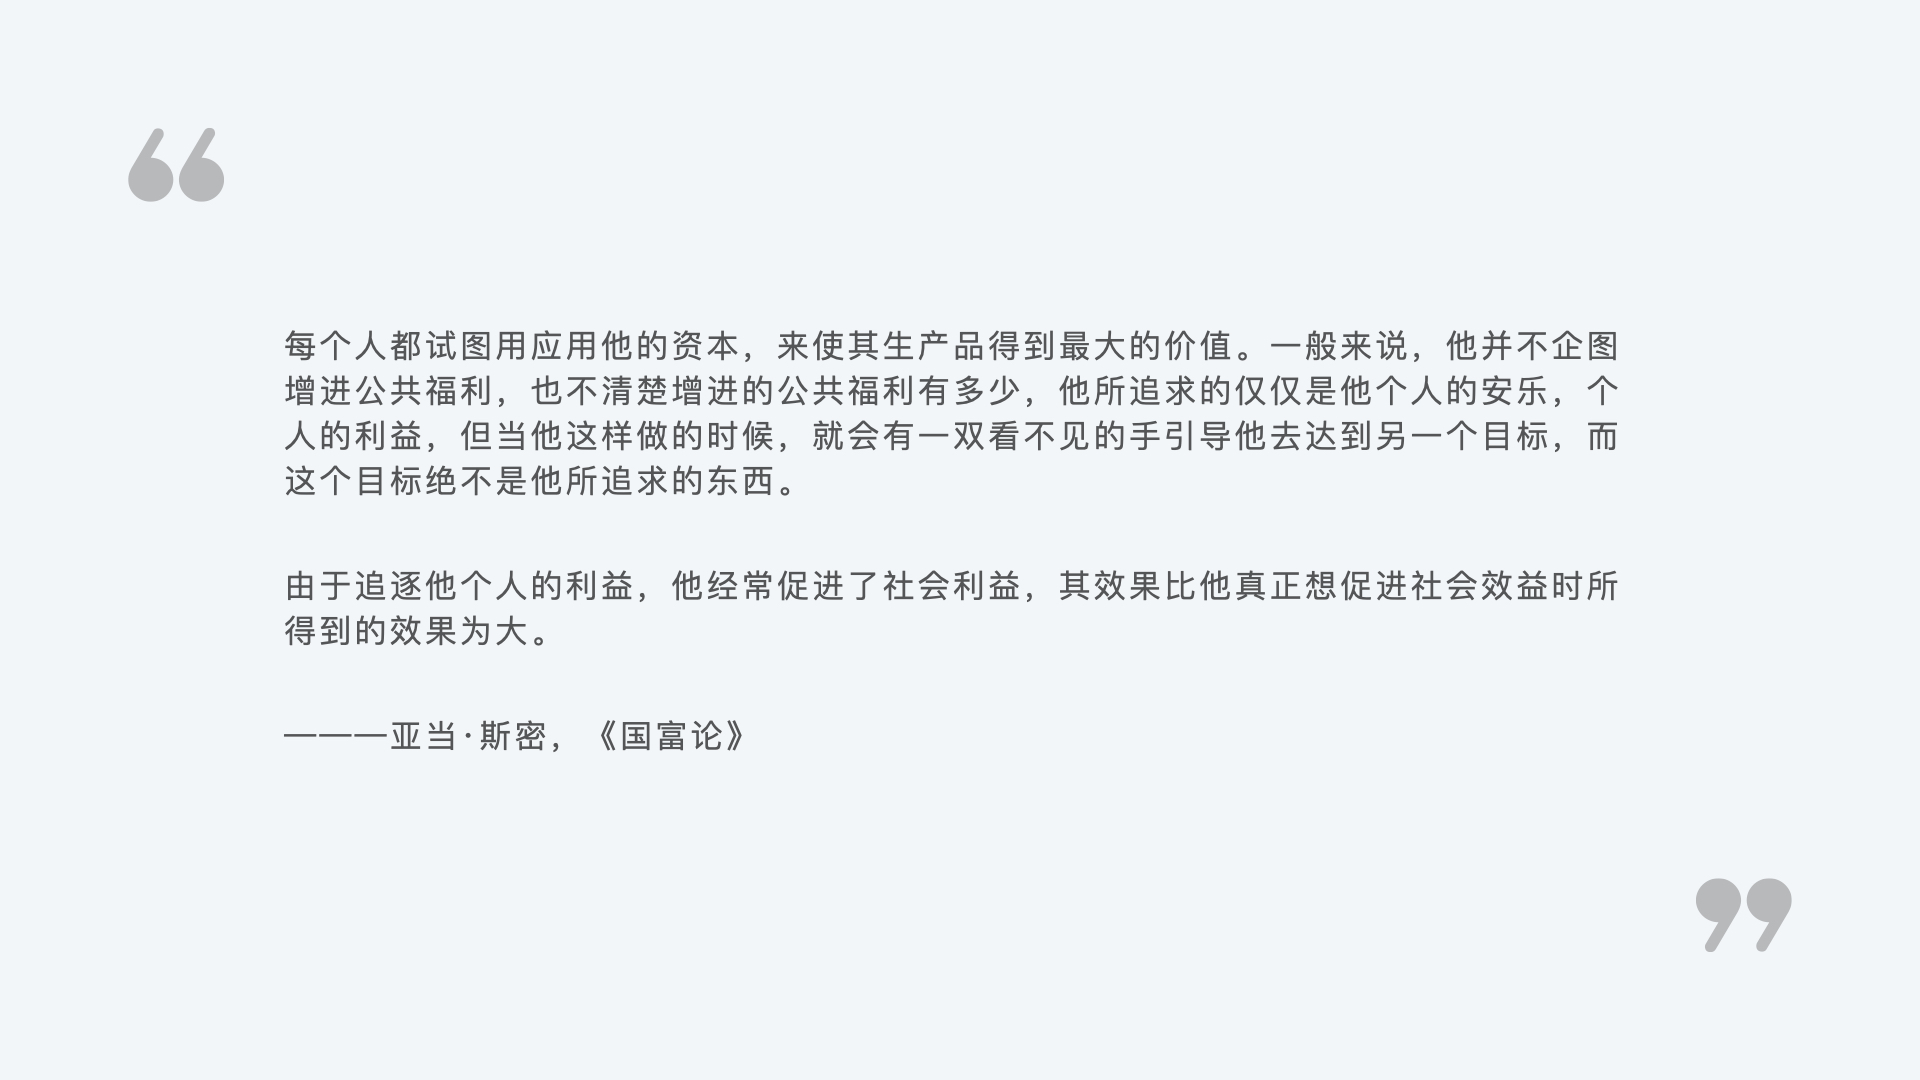 “
每个人都试图用应用他的资本，来使其生产品得到最大的价值。一般来说，他并不企图
增进公共福利，也不清楚增进的公共福利有多少，他所追求的仅仅是他个人的安乐，个
人的利益，但当他这样做的时候，就会有一双看不见的手引导他去达到另一个目标，而
这个目标绝不是他所追求的东西。
由于追逐他个人的利益，他经常促进了社会利益，其效果比他真正想促进社会效益时所
得到的效果为大。
———亚当·斯密，《国富论》
”